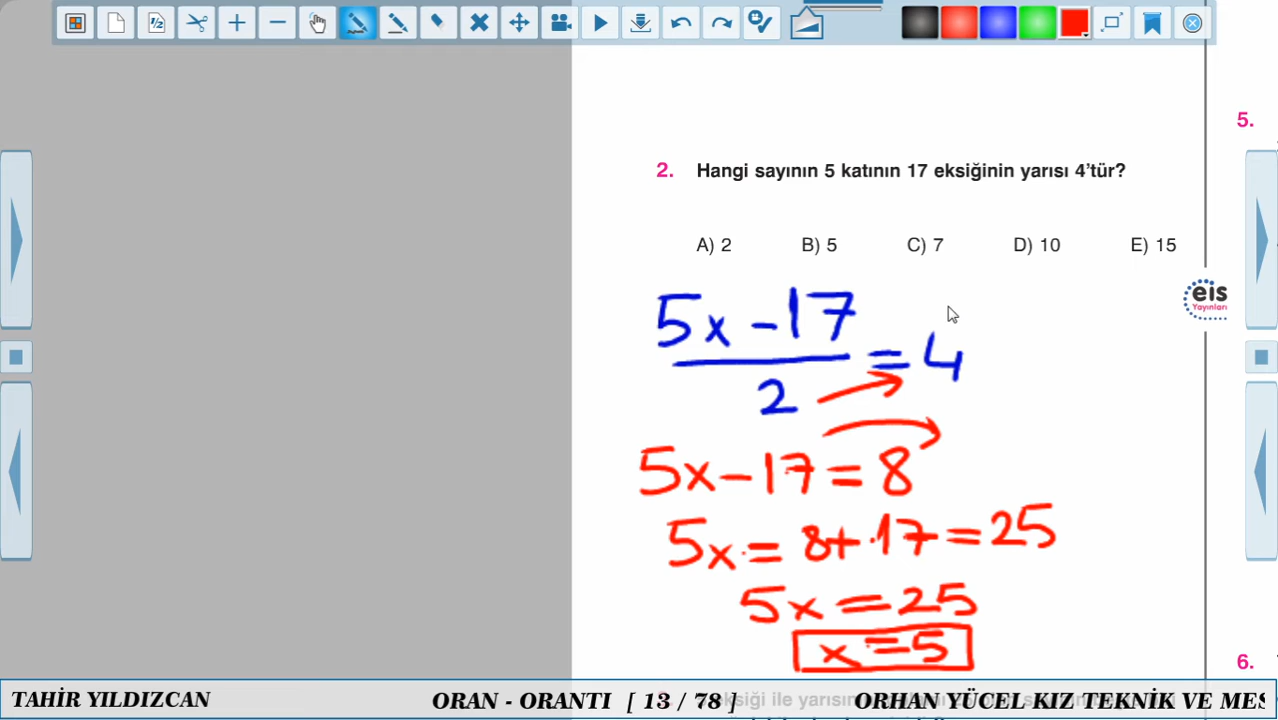 5.
2. Hangi sayının 5 katının 17 eksiğinin yarısı 4'tür?
A) 2 B) 5 C) 7 D) 10 E) 15
eis
Yayınları
5x - 17
2
= 4
5x - 17 = 8
5x = 8 + 17 = 25
5x = 25
x = 5
6.
TAHİR YILDIZCAN ORAN - ORANTI [ 13 / 78 ] ORHAN YÜCEL KIZ TEKNİK VE MES